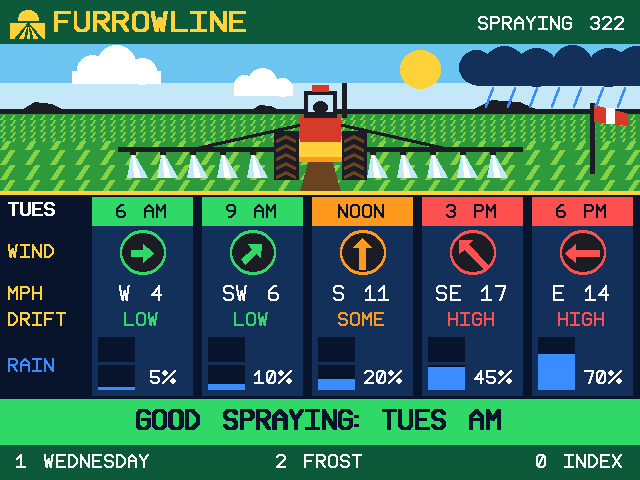 FURROWLINE
SPRAYING 322
TUES 6 AM 9 AM NOON 3 PM 6 PM
WIND
MPH W 4 SW 6 S 11 SE 17 E 14
DRIFT LOW LOW SOME HIGH HIGH
RAIN 5% 10% 20% 45% 70%
GOOD SPRAYING: TUES AM
1 WEDNESDAY 2 FROST 0 INDEX